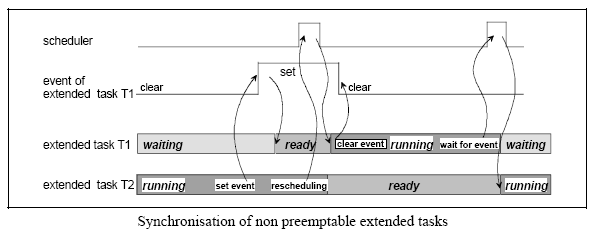 scheduler
set
event of
extended task T1
clear
clear
extended task T1 waiting ready clear event running wait for event waiting
extended task T2 running set event rescheduling ready running
Synchronisation of non preemptable extended tasks